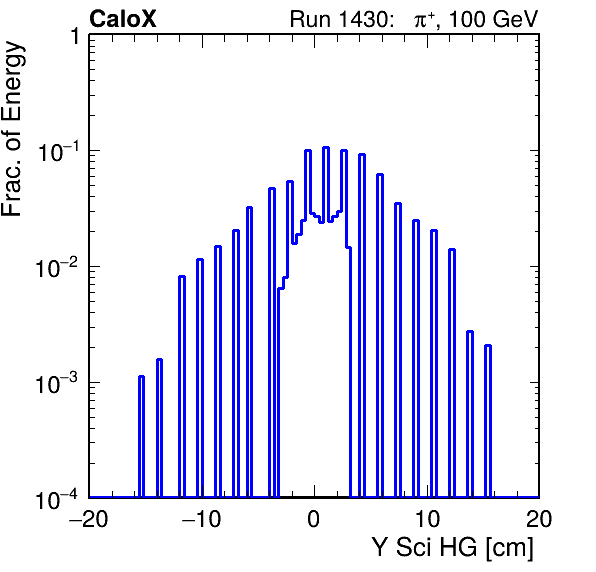 CaloX Run 1430: π⁺, 100 GeV
Frac. of Energy
1
10⁻¹
10⁻²
10⁻³
10⁻⁴
−20 −10 0 10 20
Y Sci HG [cm]